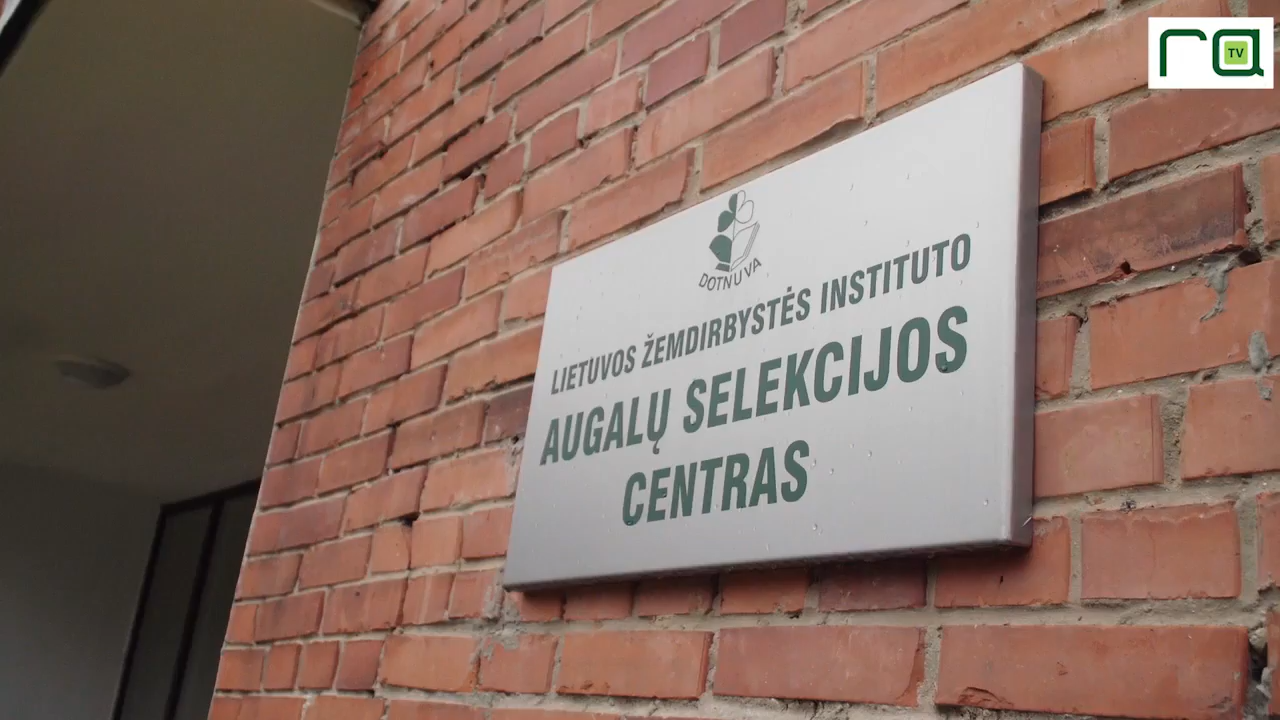 ra
TV
DOTNUVA
LIETUVOS ŽEMDIRBYSTĖS INSTITUTO
AUGALŲ SELEKCIJOS
CENTRAS